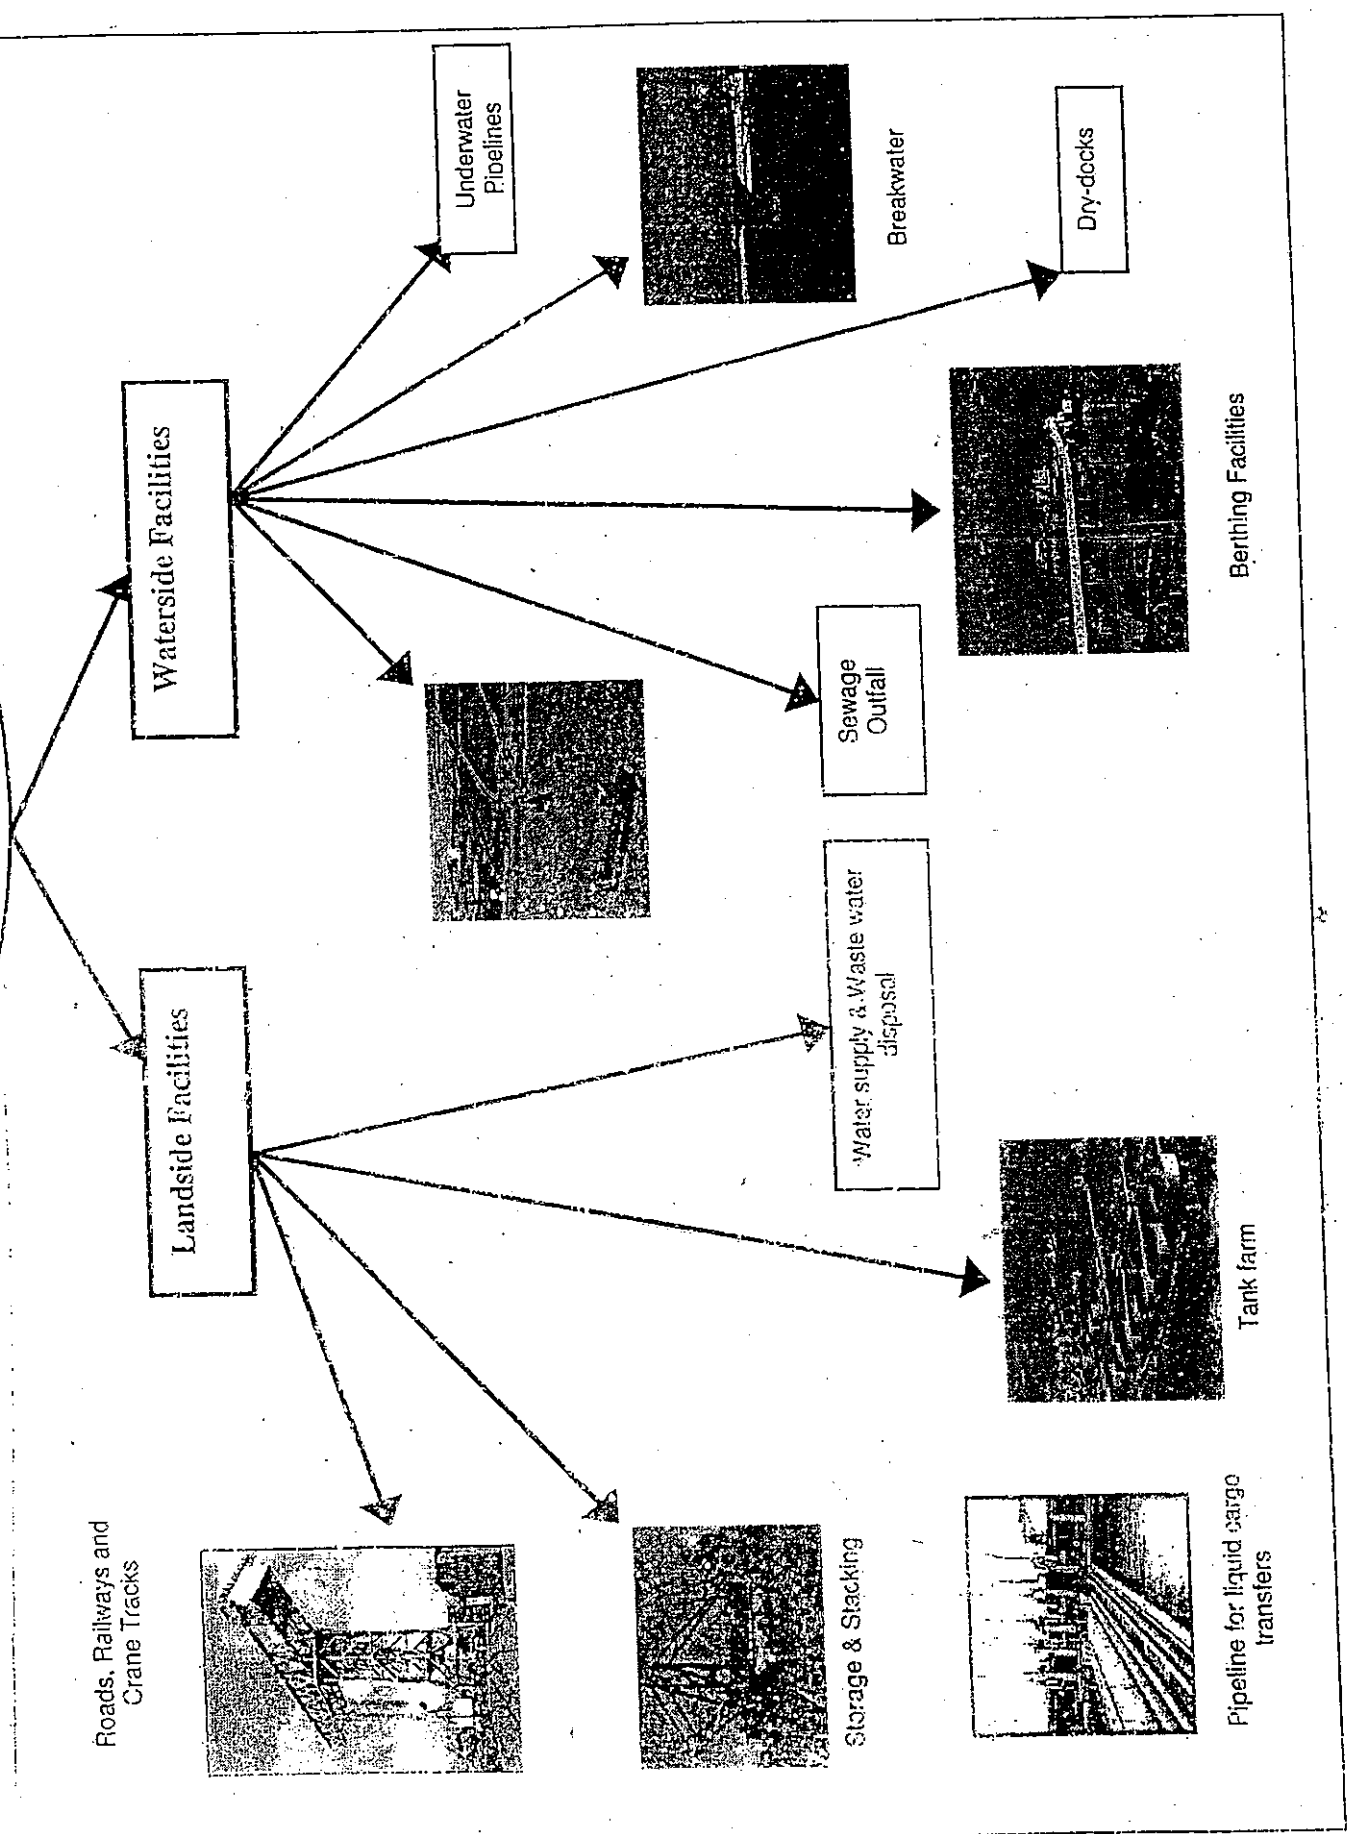 Landside Facilities
Waterside Facilities
Roads, Railways and
Crane Tracks
Storage & Stacking
Pipeline for liquid cargo
transfers
Tank farm
Water supply & Waste water
disposal
Sewage
Outfall
Berthing Facilities
Dry-docks
Breakwater
Underwater
Pipelines